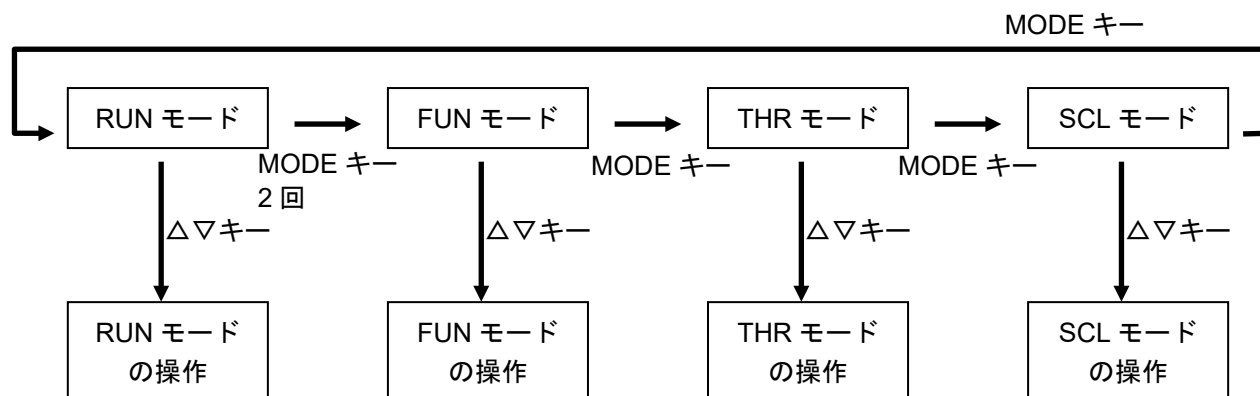 MODE キー
RUN モード
FUN モード
THR モード
SCL モード
MODE キー
2 回
MODE キー
MODE キー
△▽キー
△▽キー
△▽キー
△▽キー
RUN モード
の操作
FUN モード
の操作
THR モード
の操作
SCL モード
の操作